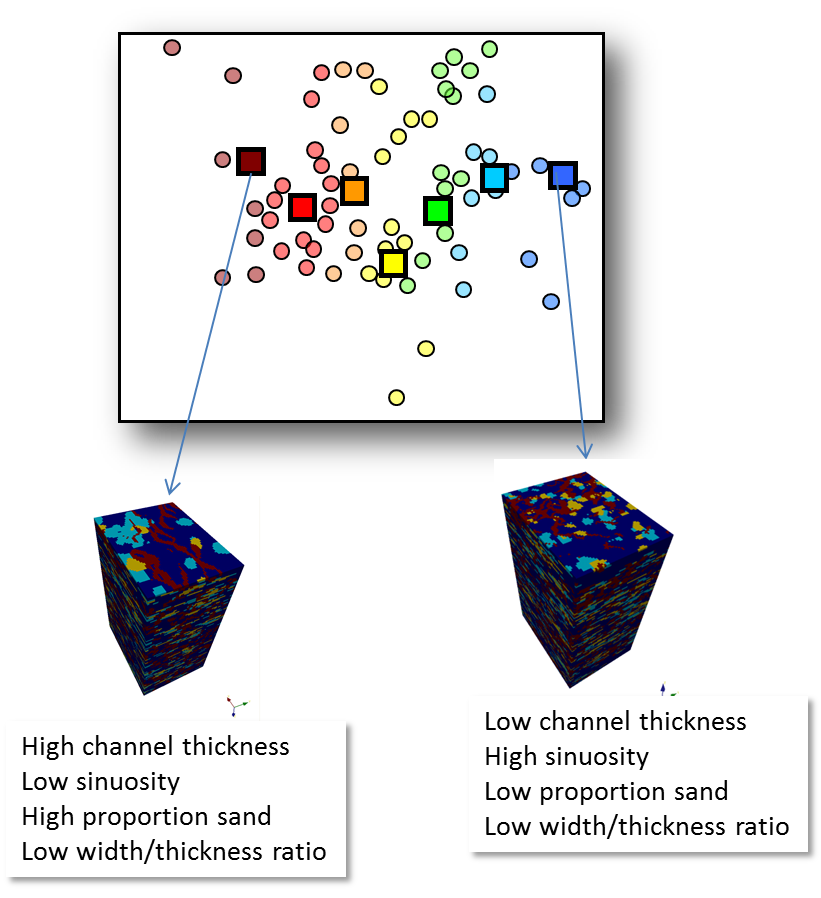 High channel thickness
Low sinuosity
High proportion sand
Low width/thickness ratio
Low channel thickness
High sinuosity
Low proportion sand
Low width/thickness ratio